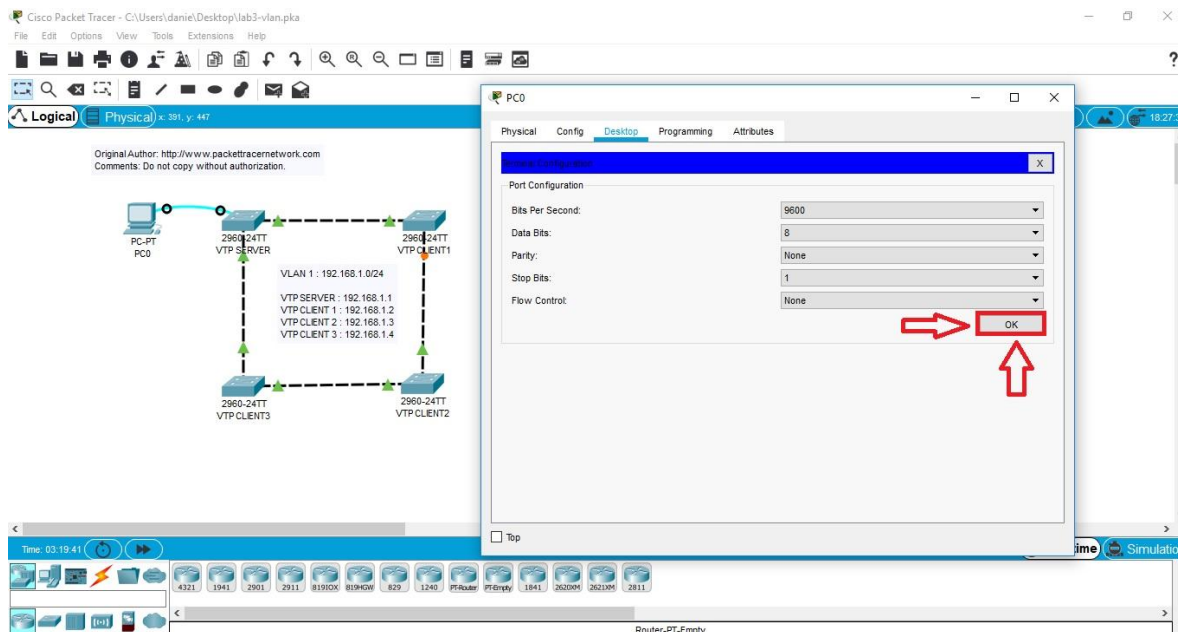 Cisco Packet Tracer - C:\Users\danie\Desktop\lab3-vlan.pka
File Edit Options View Tools Extensions Help
?
Logical
Physical
x: 391, y: 447
18:27:
Original Author: http://www.packettracernetwork.com
Comments: Do not copy without authorization.
PC-PT
PC0
2960-24TT
VTP SERVER
2960-24TT
VTP CLIENT1
VLAN 1 : 192.168.1.0/24
VTP SERVER : 192.168.1.1
VTP CLIENT 1 : 192.168.1.2
VTP CLIENT 2 : 192.168.1.3
VTP CLIENT 3 : 192.168.1.4
2960-24TT
VTP CLIENT3
2960-24TT
VTP CLIENT2
PC0
Physical Config Desktop Programming Attributes
Terminal Configuration
X
Port Configuration
Bits Per Second: 9600
Data Bits: 8
Parity: None
Stop Bits: 1
Flow Control: None
OK
Top
Time: 03:19:41
ime
Simulatio
4321 1941 2901 2911 819IOX 819HGW 829 1240 PT-Router PT-Empty 1841 2620XM 2621XM 2811
Router-PT-Empty